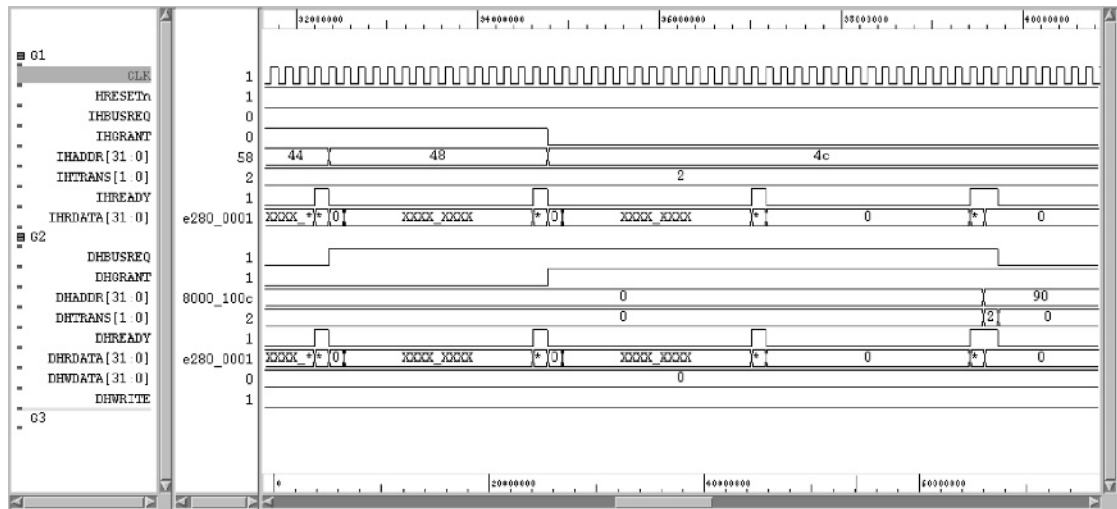 32000000 34000000 36000000 38000000 40000000
G1
CLK 1
HRESETn 1
IHBUSREQ 0
IHGRANT 0
IHADDR[31:0] 58 44 48 4c
IHTRANS[1:0] 2 2
IHREADY 1
IHRDATA[31:0] e280_0001 XXXX_* * 0 XXXX_XXXX * 0 XXXX_XXXX * 0 * 0
G2
DHBUSREQ 1
DHGRANT 1
DHADDR[31:0] 8000_100c 0 90
DHTRANS[1:0] 2 0 2 0
DHREADY 1
DHRDATA[31:0] e280_0001 XXXX_* * 0 XXXX_XXXX * 0 XXXX_XXXX * 0 * 0
DHWDATA[31:0] 0 0
DHWRITE 1
G3
0 20000000 40000000 60000000